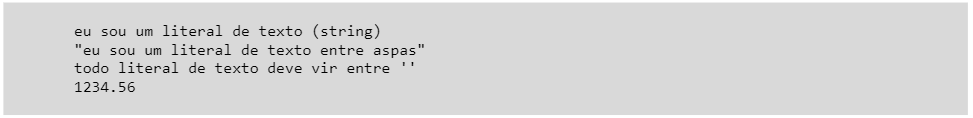 eu sou um literal de texto (string)
"eu sou um literal de texto entre aspas"
todo literal de texto deve vir entre ''
1234.56